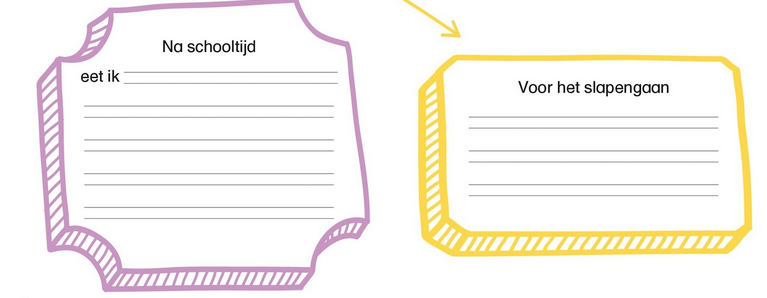 Na schooltijd
eet ik
Voor het slapengaan